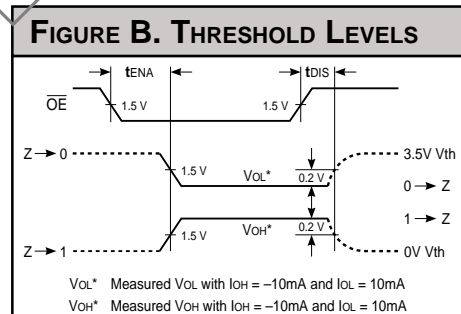 FIGURE B. THRESHOLD LEVELS
tENA tDIS
OE 1.5 V 1.5 V
Z 0 3.5V Vth
1.5 V VOL* 0.2 V
0 Z
1 Z
1.5 V VOH* 0.2 V
Z 1 0V Vth
VOL* Measured VOL with IOH = –10mA and IOL = 10mA
VOH* Measured VOH with IOH = –10mA and IOL = 10mA